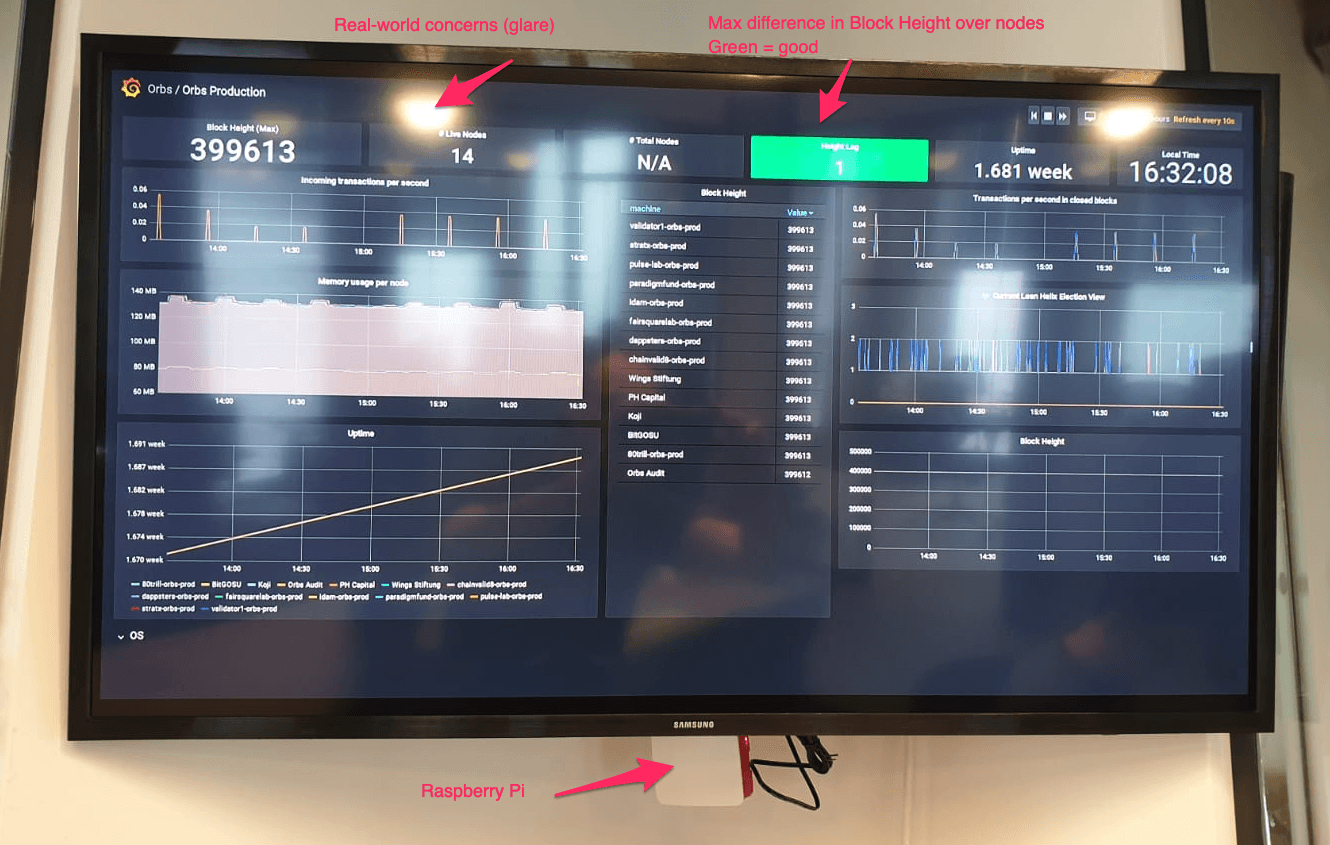 Real-world concerns (glare)
Max difference in Block Height over nodes
Green = good
Orbs / Orbs Production
Refresh every 10s
Block Height (Max)
399613
# Live Nodes
14
# Total Nodes
N/A
Height Lag
1
Uptime
1.681 week
Local Time
16:32:08
Incoming transactions per second
0.06
0.04
0.02
0
14:00
14:30
15:00
15:30
16:00
16:30
Memory usage per node
140 MB
120 MB
100 MB
80 MB
60 MB
14:00
14:30
15:00
15:30
16:00
16:30
Uptime
1.691 week
1.687 week
1.682 week
1.678 week
1.674 week
1.670 week
14:00
14:30
15:00
15:30
16:00
16:30
80trill-orbs-prod BitGOSU Koji Orbs Audit PH Capital Wings Stiftung chainvalid8-orbs-prod
dappsters-orbs-prod fairsquarelab-orbs-prod idam-orbs-prod paradigmfund-orbs-prod pulse-lab-orbs-prod
stratx-orbs-prod validator1-orbs-prod
Block Height
machine Value
validator1-orbs-prod 399613
stratx-orbs-prod 399613
pulse-lab-orbs-prod 399613
paradigmfund-orbs-prod 399613
idam-orbs-prod 399613
fairsquarelab-orbs-prod 399613
dappsters-orbs-prod 399613
chainvalid8-orbs-prod 399613
Wings Stiftung 399613
PH Capital 399613
Koji 399613
BitGOSU 399613
80trill-orbs-prod 399613
Orbs Audit 399612
Transactions per second in closed blocks
0.06
0.04
0.02
0
14:00
14:30
15:00
15:30
16:00
16:30
Current Lean Helix Election View
3
2
1
0
14:00
14:30
15:00
15:30
16:00
16:30
Block Height
500000
400000
300000
200000
100000
0
14:00
14:30
15:00
15:30
16:00
16:30
OS
SAMSUNG
Raspberry Pi